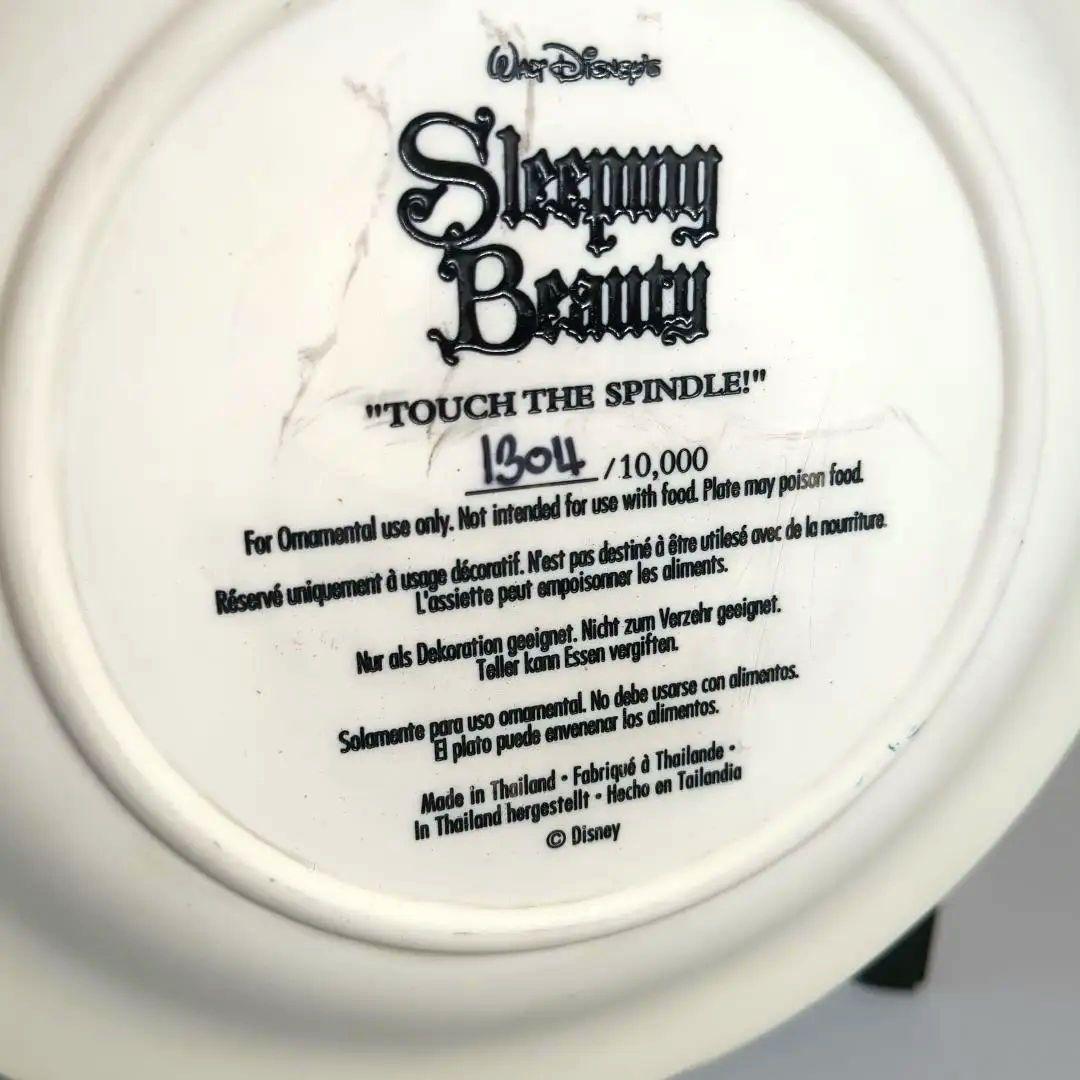 Walt Disney's
Sleeping
Beauty
"TOUCH THE SPINDLE!"
1304 / 10,000
For Ornamental use only. Not intended for use with food. Plate may poison food.
Réservé uniquement à usage décoratif. N'est pas destiné à être utilesé avec de la nourriture.
L'assiette peut empoisonner les aliments.
Nur als Dekoration geeignet. Nicht zum Verzehr geeignet.
Teller kann Essen vergiften.
Solamente para uso ornamental. No debe usarse con alimentos.
El plato puede envenenar los alimentos.
Made in Thailand • Fabriqué à Thailande •
In Thailand hergestellt • Hecho en Tailandia
© Disney